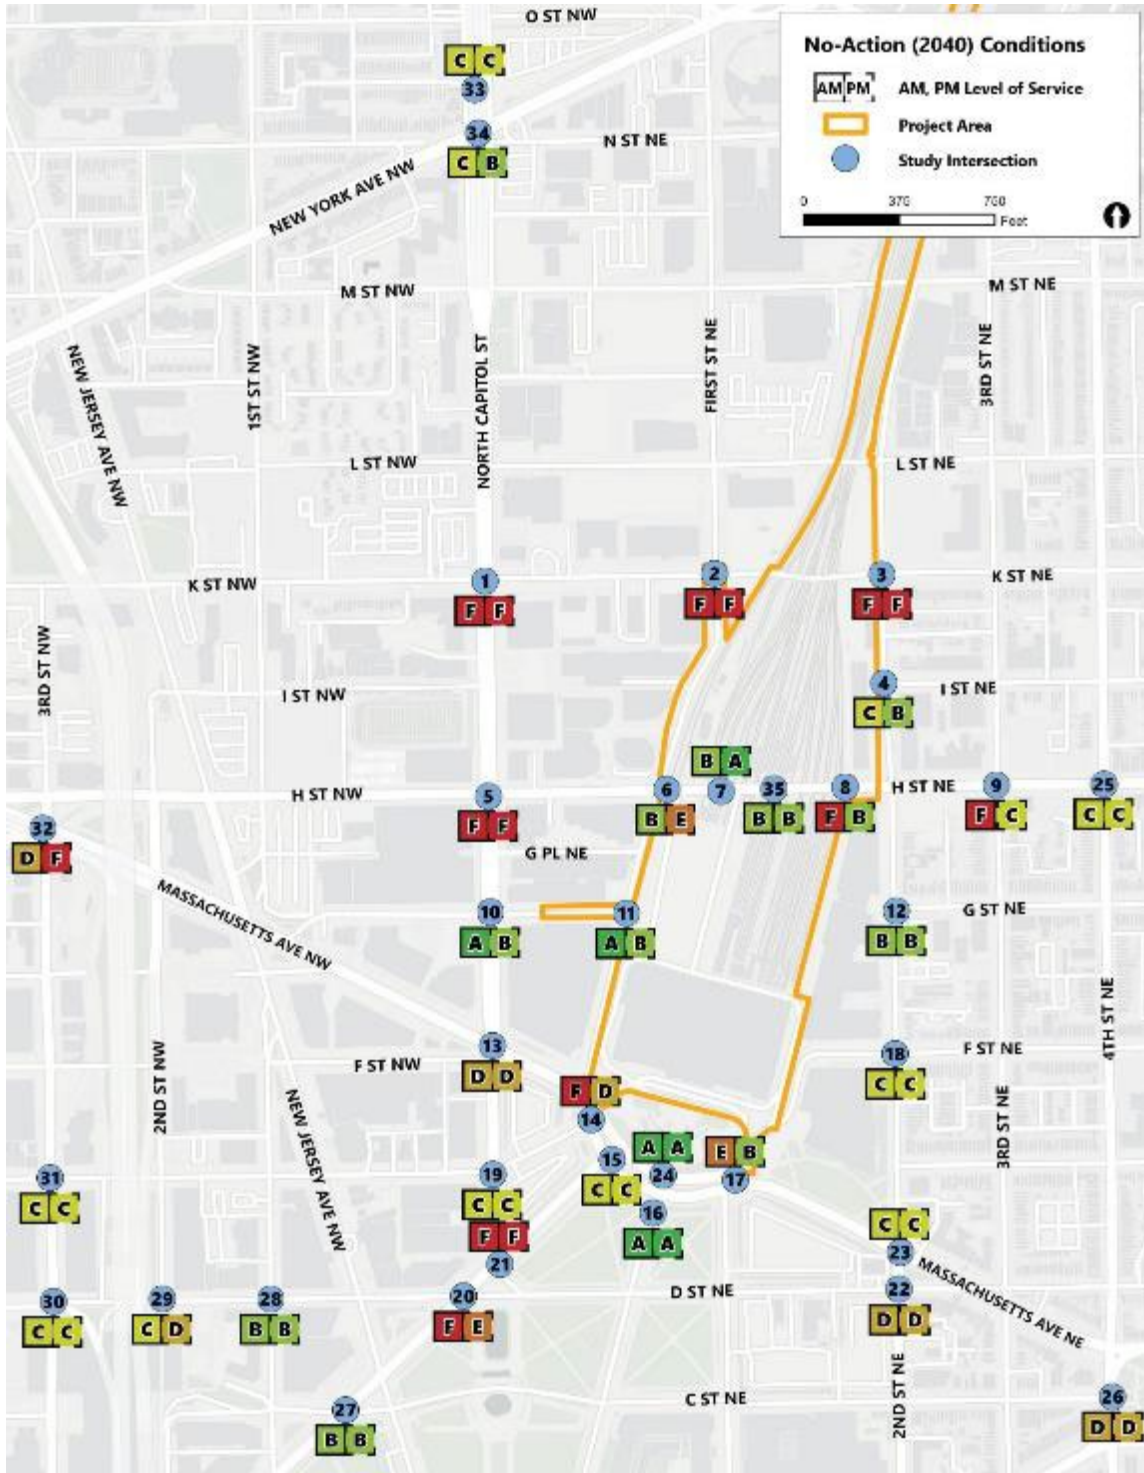 O ST NW
No-Action (2040) Conditions
AM PM AM, PM Level of Service
Project Area
Study Intersection
0 375 750
Feet
C C
33
34
C B
N ST NE
NEW YORK AVE NW
M ST NW
M ST NE
NEW JERSEY AVE NW
1ST ST NW
NORTH CAPITOL ST
FIRST ST NE
3RD ST NE
L ST NW
L ST NE
K ST NW
1
F F
2
F F
3
F F
K ST NE
3RD ST NW
I ST NW
4
C B
I ST NE
H ST NW
5
F F
6
B E
B A
7
35
B B
8
F B
H ST NE
9
F C
25
C C
32
D F
G PL NE
MASSACHUSETTS AVE NW
10
A B
11
A B
12
B B
G ST NE
4TH ST NE
2ND ST NW
F ST NW
13
D D
F D
14
18
C C
F ST NE
NEW JERSEY AVE NW
3RD ST NE
31
C C
19
C C
F F
21
15
C C
A A
24
16
A A
E B
17
C C
23
MASSACHUSETTS AVE NE
30
C C
29
C D
28
B B
20
F E
D ST NE
22
D D
2ND ST NE
27
B B
C ST NE
26
D D